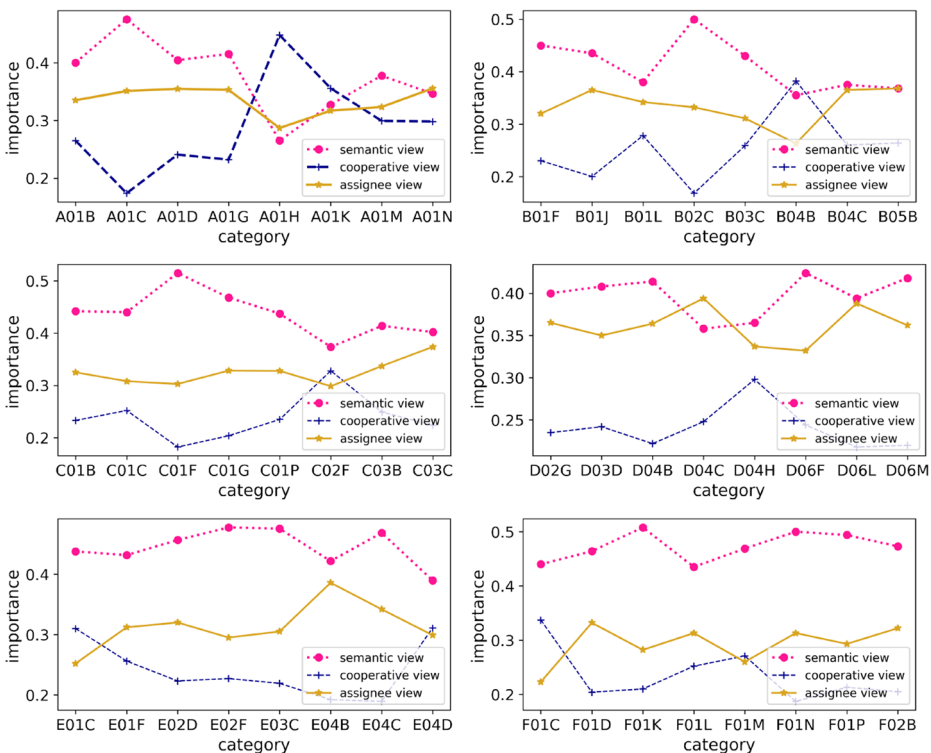 importance
0.4
0.3
0.2
semantic view
cooperative view
assignee view
A01B A01C A01D A01G A01H A01K A01M A01N
category
importance
0.5
0.4
0.3
0.2
semantic view
cooperative view
assignee view
B01F B01J B01L B02C B03C B04B B04C B05B
category
importance
0.5
0.4
0.3
0.2
semantic view
cooperative view
assignee view
C01B C01C C01F C01G C01P C02F C03B C03C
category
importance
0.40
0.35
0.30
0.25
semantic view
cooperative view
assignee view
D02G D03D D04B D04C D04H D06F D06L D06M
category
importance
0.4
0.3
0.2
semantic view
cooperative view
assignee view
E01C E01F E02D E02F E03C E04B E04C E04D
category
importance
0.5
0.4
0.3
0.2
semantic view
cooperative view
assignee view
F01C F01D F01K F01L F01M F01N F01P F02B
category